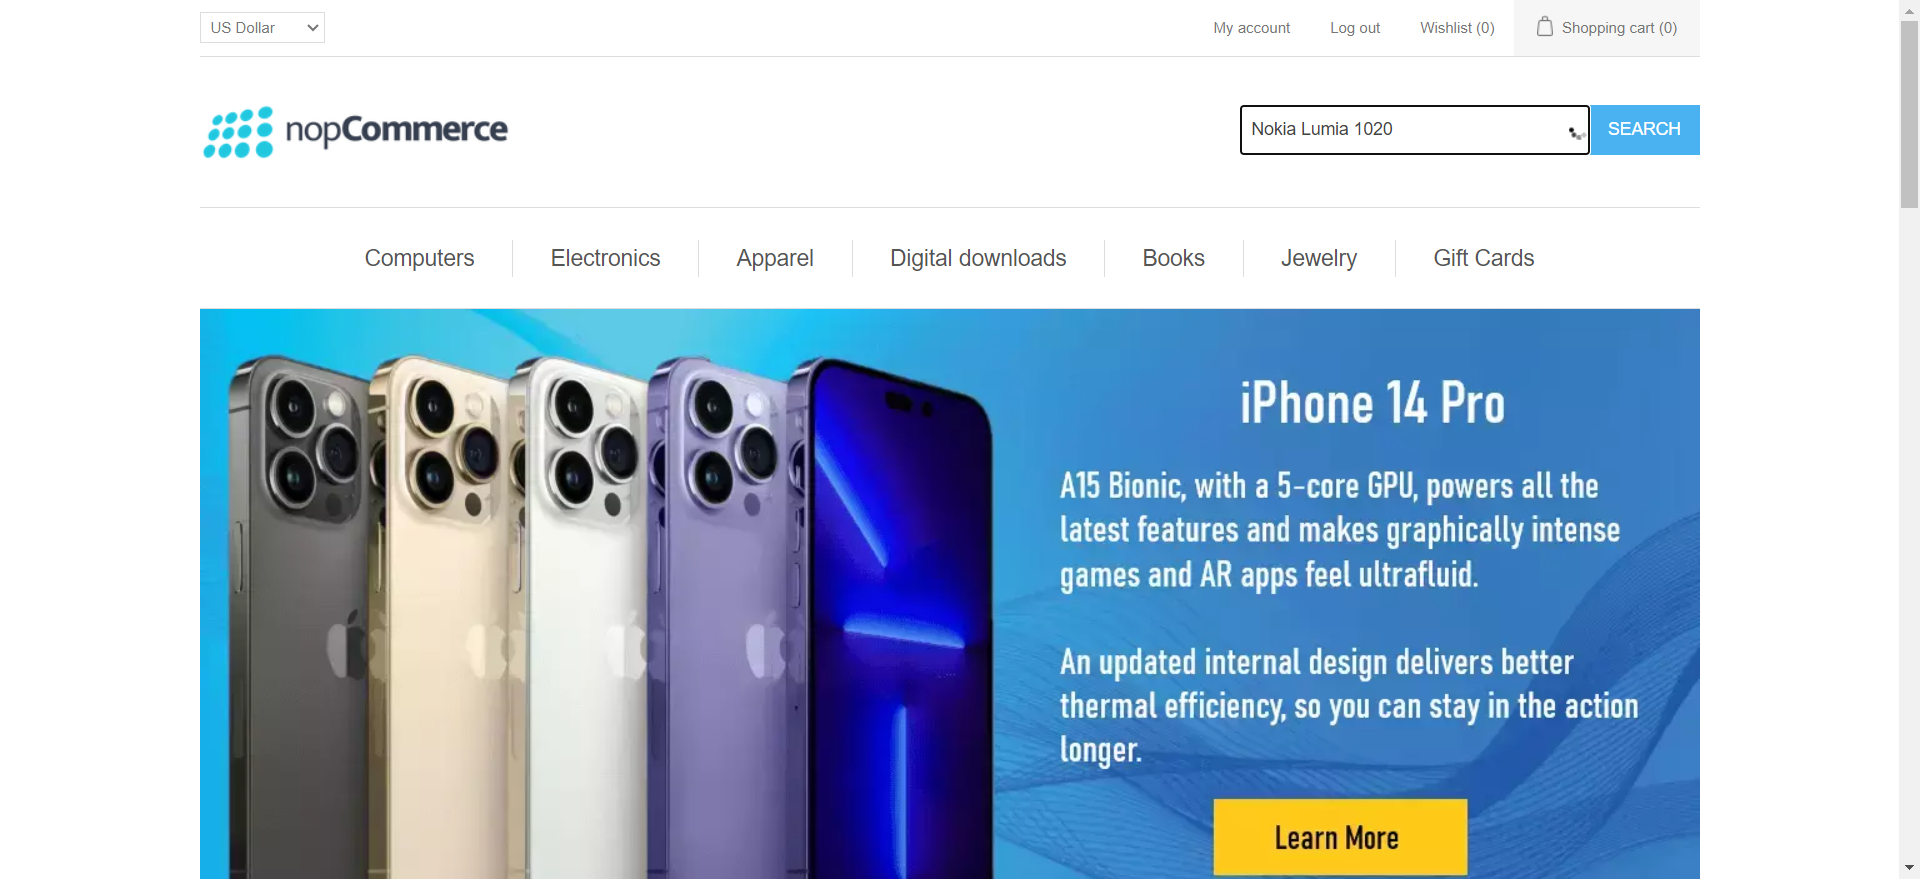 US Dollar
My account
Log out
Wishlist (0)
Shopping cart (0)
nopCommerce
Nokia Lumia 1020
SEARCH
Computers
Electronics
Apparel
Digital downloads
Books
Jewelry
Gift Cards
iPhone 14 Pro
A15 Bionic, with a 5-core GPU, powers all the
latest features and makes graphically intense
games and AR apps feel ultrafluid.
An updated internal design delivers better
thermal efficiency, so you can stay in the action
longer.
Learn More